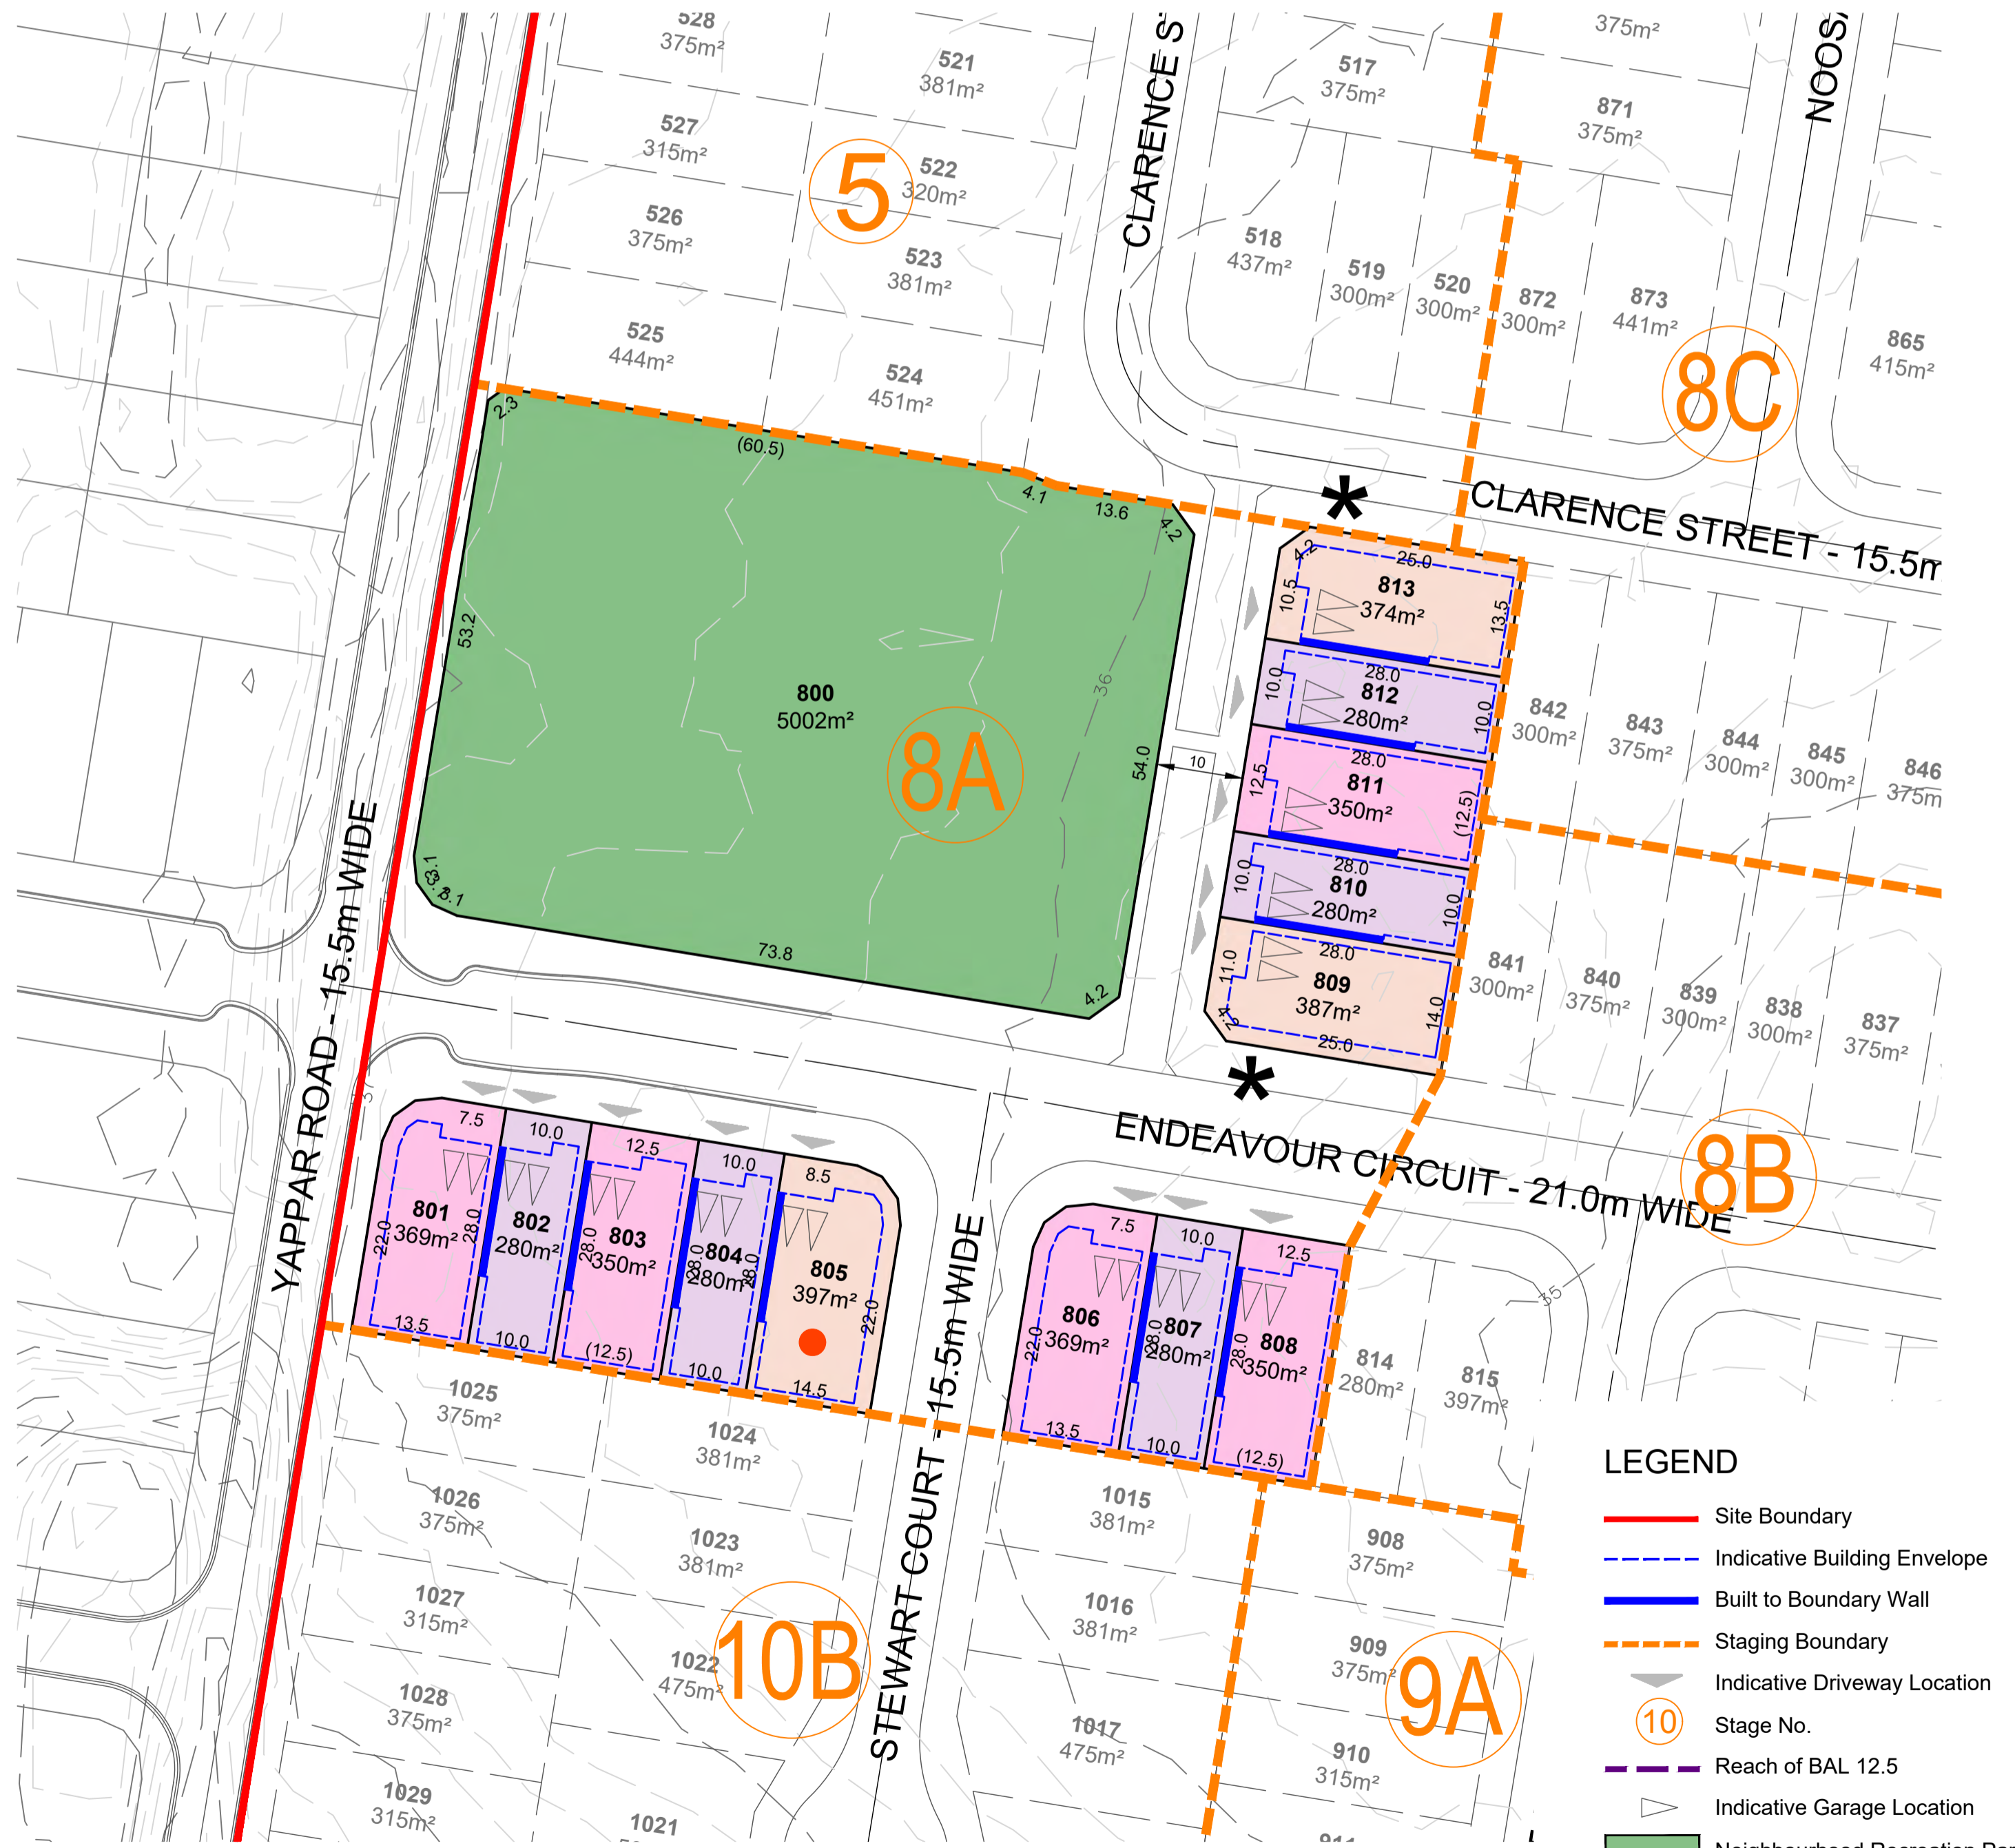 528
375m²
521
381m²
527
315m²
522
320m²
526
375m²
523
381m²
525
444m²
524
451m²
5
CLARENCE
517
375m²
375m²
871
375m²
518
437m²
519
300m²
520
300m²
872
300m²
873
441m²
865
415m²
8C
CLARENCE STREET - 15.5m
2.3
(60.5)
4.1
13.6
4.2
53.2
800
5002m²
8A
36
54.0
10
3.1
8.1
73.8
4.2
*
4.2
25.0
10.5
813
374m²
13.5
28.0
10.0
812
280m²
10.0
28.0
12.5
811
350m²
(12.5)
28.0
10.0
810
280m²
10.0
28.0
11.0
809
387m²
14.0
25.0
*
842
300m²
843
375m²
844
300m²
845
300m²
846
375m
841
300m²
840
375m²
839
300m²
838
300m²
837
375m²
8B
ENDEAVOUR CIRCUIT - 21.0m WIDE
YAPPAR ROAD - 15.5m WIDE
STEWART COURT - 15.5m WIDE
7.5
801
369m²
22.0
28.0
13.5
10.0
802
280m²
28.0
10.0
12.5
803
350m²
28.0
(12.5)
10.0
804
280m²
28.0
10.0
8.5
805
397m²
22.0
14.5
7.5
806
369m²
22.0
28.0
13.5
10.0
807
280m²
28.0
10.0
12.5
808
350m²
(12.5)
814
280m²
815
397m²
35
1025
375m²
1024
381m²
1026
375m²
1023
381m²
1027
315m²
1022
475m²
1028
375m²
1029
315m²
1021
10B
1015
381m²
1016
381m²
1017
475m²
908
375m²
909
375m²
910
315m²
9A
LEGEND
Site Boundary
Indicative Building Envelope
Built to Boundary Wall
Staging Boundary
Indicative Driveway Location
10
Stage No.
Reach of BAL 12.5
Indicative Garage Location